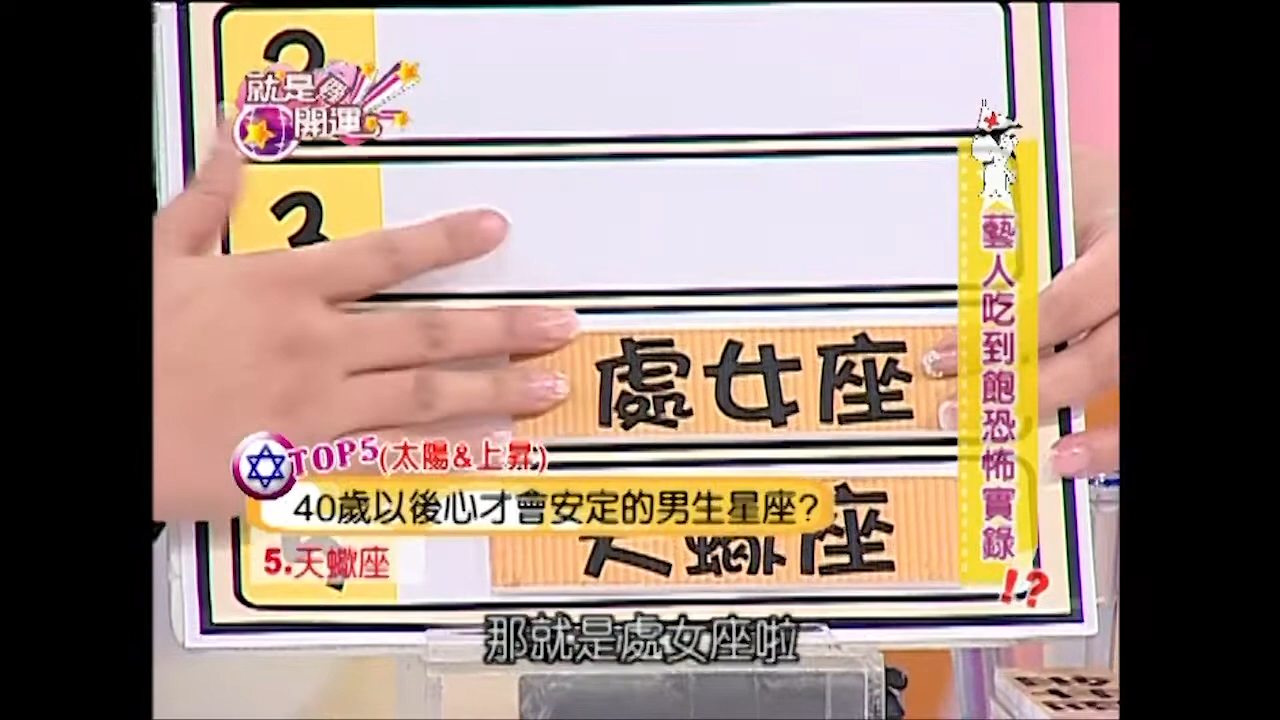 就是
開運
3
處女座
藝人吃到飽恐怖實錄!?
TOP5(太陽&上昇)
40歲以後心才會安定的男生星座?
5.天蠍座
天蠍座
那就是處女座啦